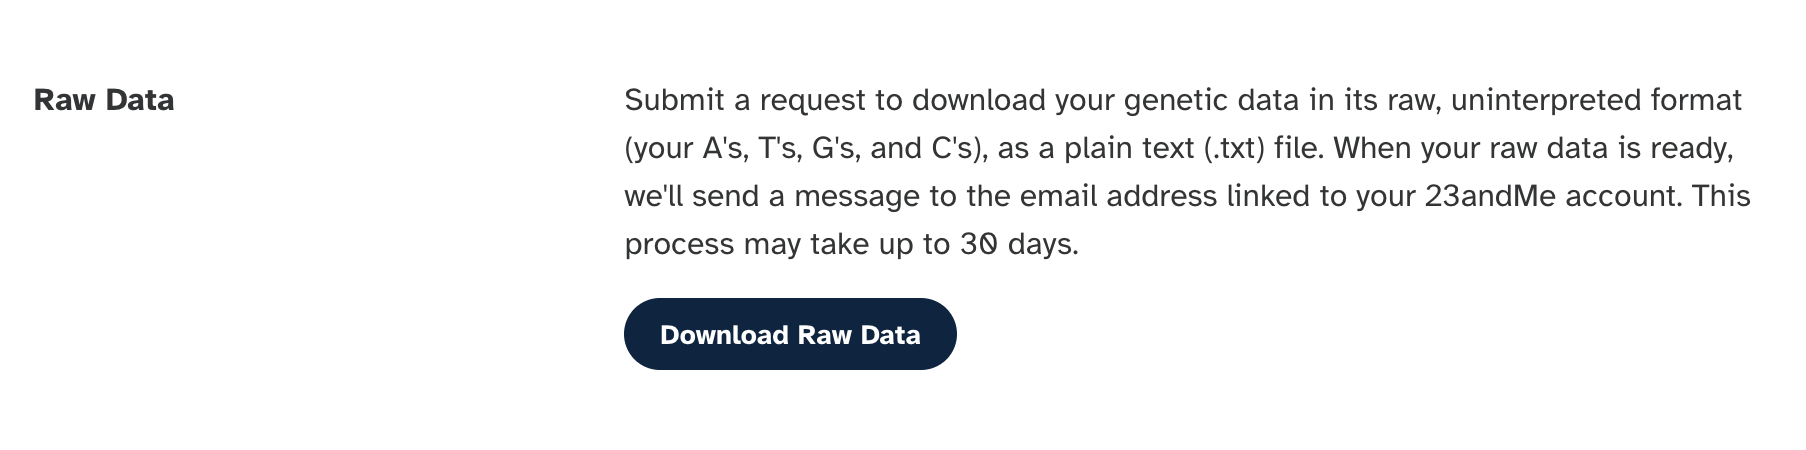 Raw Data
Submit a request to download your genetic data in its raw, uninterpreted format
(your A's, T's, G's, and C's), as a plain text (.txt) file. When your raw data is ready,
we'll send a message to the email address linked to your 23andMe account. This
process may take up to 30 days.
Download Raw Data